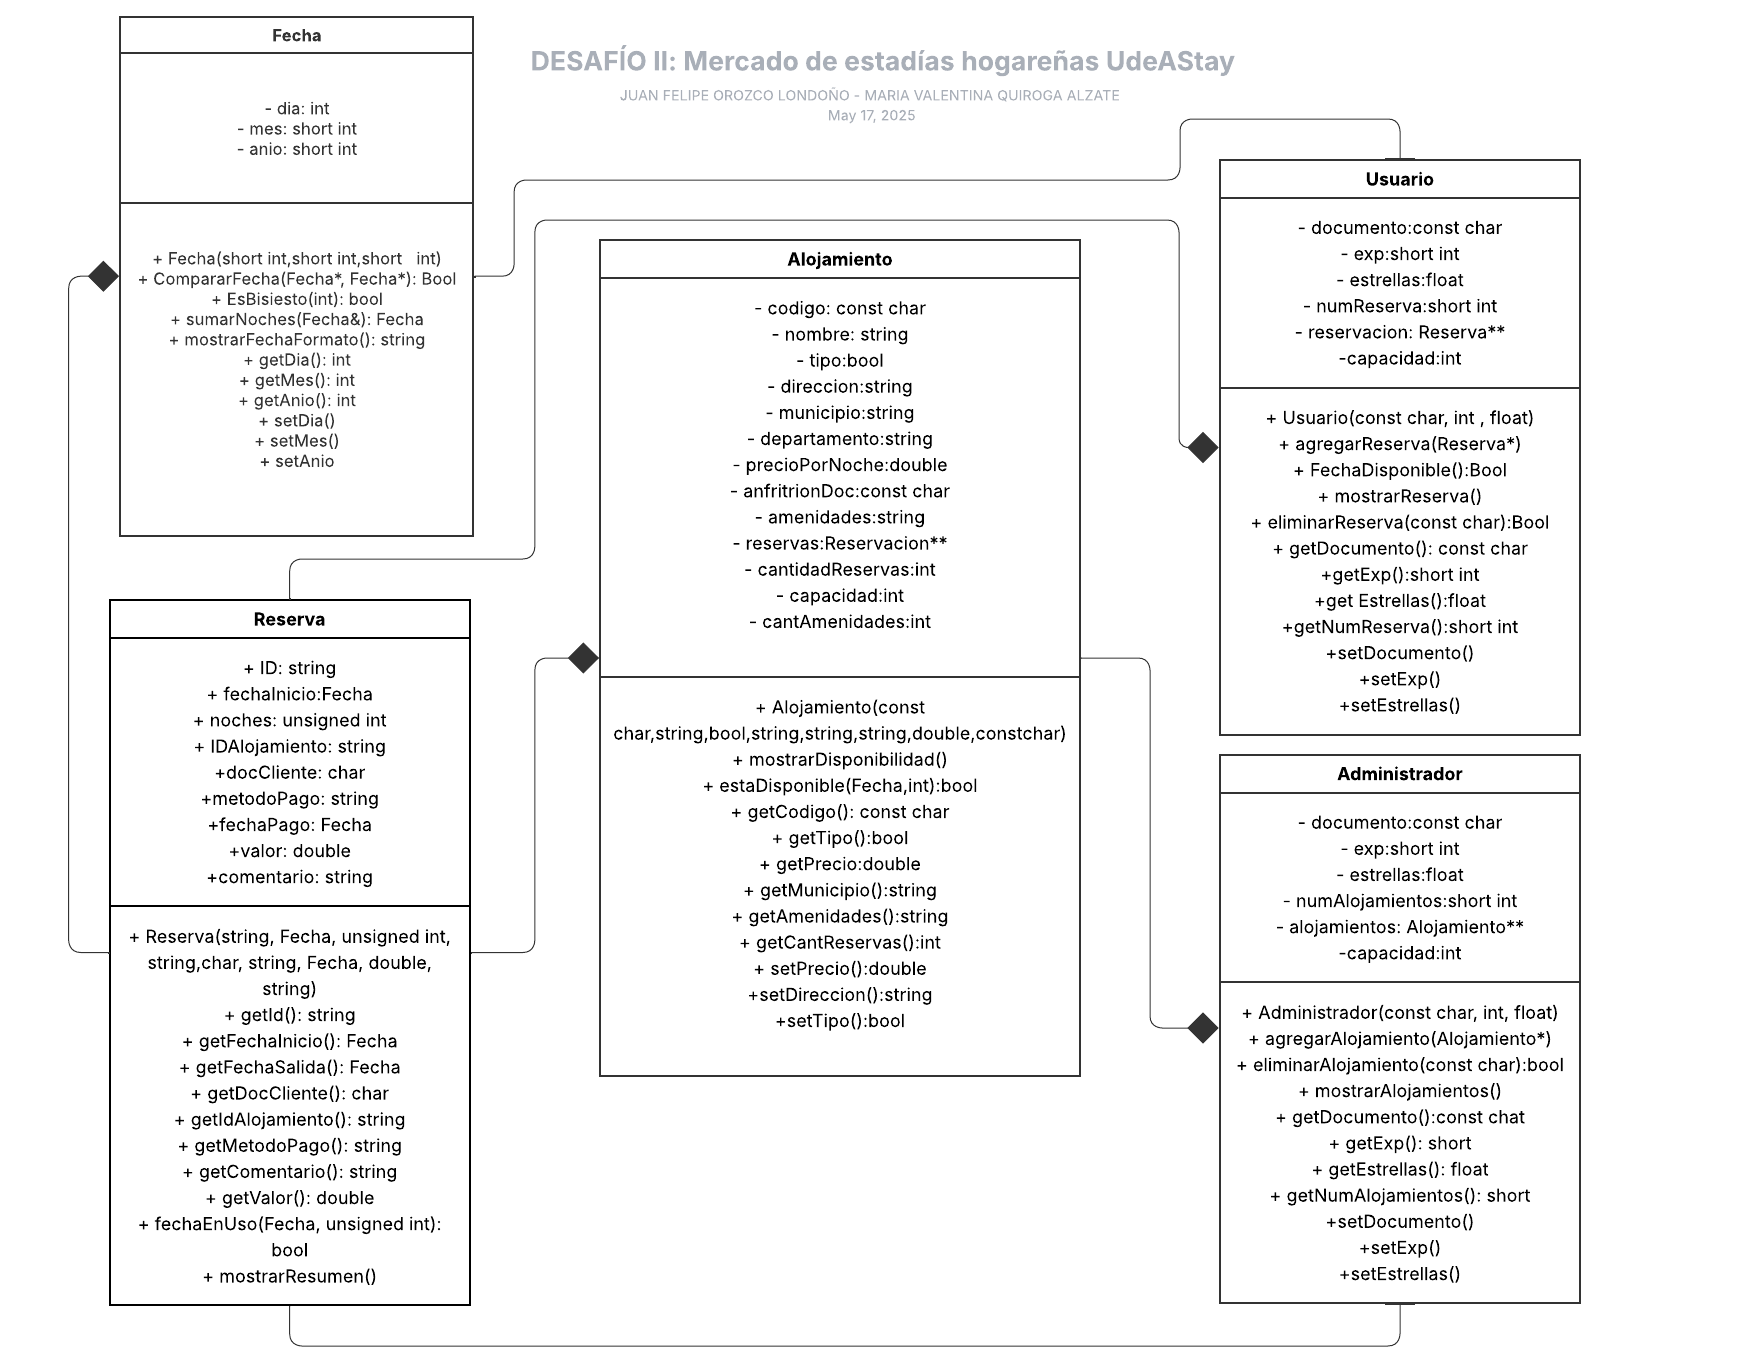 DESAFÍO II: Mercado de estadías hogareñas UdeAStay
JUAN FELIPE OROZCO LONDOÑO - MARIA VALENTINA QUIROGA ALZATE
May 17, 2025
Fecha
- dia: int
- mes: short int
- anio: short int
+ Fecha(short int,short int,short int)
+ CompararFecha(Fecha*, Fecha*): Bool
+ EsBisiesto(int): bool
+ sumarNoches(Fecha&): Fecha
+ mostrarFechaFormato(): string
+ getDia(): int
+ getMes(): int
+ getAnio(): int
+ setDia()
+ setMes()
+ setAnio
Reserva
+ ID: string
+ fechaInicio:Fecha
+ noches: unsigned int
+ IDAlojamiento: string
+docCliente: char
+metodoPago: string
+fechaPago: Fecha
+valor: double
+comentario: string
+ Reserva(string, Fecha, unsigned int,
string,char, string, Fecha, double,
string)
+ getId(): string
+ getFechaInicio(): Fecha
+ getFechaSalida(): Fecha
+ getDocCliente(): char
+ getIdAlojamiento(): string
+ getMetodoPago(): string
+ getComentario(): string
+ getValor(): double
+ fechaEnUso(Fecha, unsigned int):
bool
+ mostrarResumen()
Alojamiento
- codigo: const char
- nombre: string
- tipo:bool
- direccion:string
- municipio:string
- departamento:string
- precioPorNoche:double
- anfritrionDoc:const char
- amenidades:string
- reservas:Reservacion**
- cantidadReservas:int
- capacidad:int
- cantAmenidades:int
+ Alojamiento(const
char,string,bool,string,string,string,double,constchar)
+ mostrarDisponibilidad()
+ estaDisponible(Fecha,int):bool
+ getCodigo(): const char
+ getTipo():bool
+ getPrecio:double
+ getMunicipio():string
+ getAmenidades():string
+ getCantReservas():int
+ setPrecio():double
+setDireccion():string
+setTipo():bool
Usuario
- documento:const char
- exp:short int
- estrellas:float
- numReserva:short int
- reservacion: Reserva**
-capacidad:int
+ Usuario(const char, int , float)
+ agregarReserva(Reserva*)
+ FechaDisponible():Bool
+ mostrarReserva()
+ eliminarReserva(const char):Bool
+ getDocumento(): const char
+getExp():short int
+get Estrellas():float
+getNumReserva():short int
+setDocumento()
+setExp()
+setEstrellas()
Administrador
- documento:const char
- exp:short int
- estrellas:float
- numAlojamientos:short int
- alojamientos: Alojamiento**
-capacidad:int
+ Administrador(const char, int, float)
+ agregarAlojamiento(Alojamiento*)
+ eliminarAlojamiento(const char):bool
+ mostrarAlojamientos()
+ getDocumento():const chat
+ getExp(): short
+ getEstrellas(): float
+ getNumAlojamientos(): short
+setDocumento()
+setExp()
+setEstrellas()